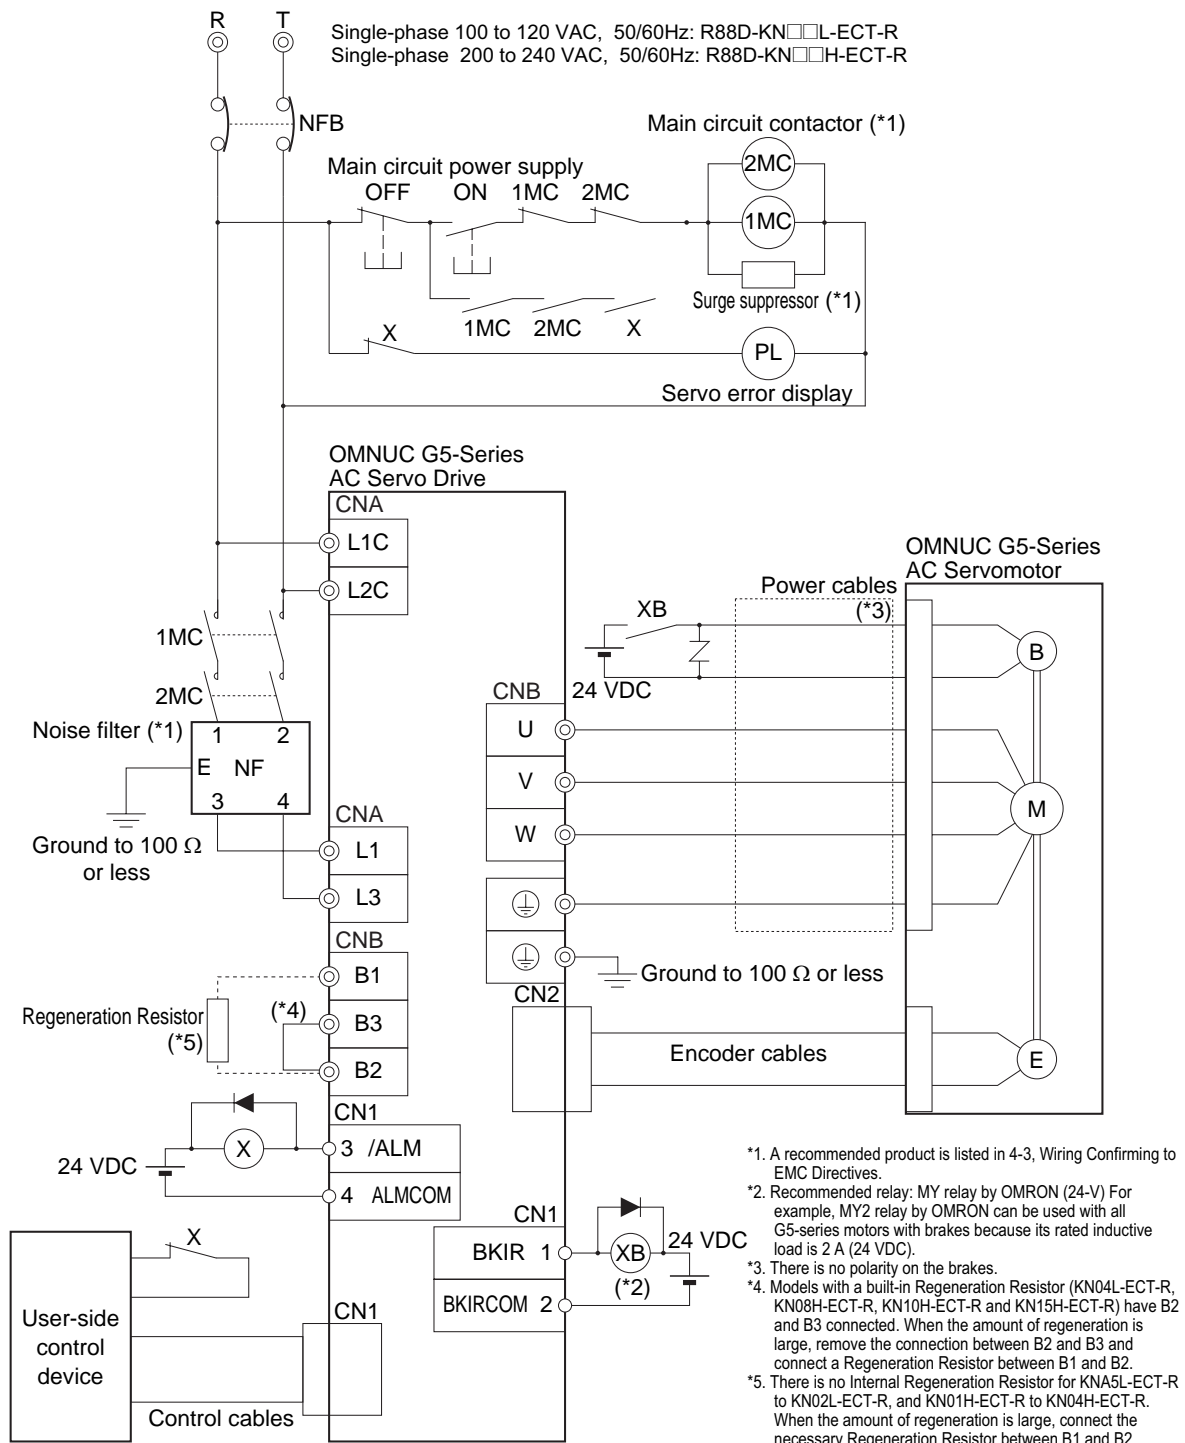 R T
Single-phase 100 to 120 VAC, 50/60Hz: R88D-KN□□L-ECT-R
Single-phase 200 to 240 VAC, 50/60Hz: R88D-KN□□H-ECT-R
NFB
Main circuit contactor (*1)
2MC
Main circuit power supply
OFF ON 1MC 2MC
1MC
Surge suppressor (*1)
1MC 2MC X
X
PL
Servo error display
OMNUC G5-Series
AC Servo Drive
CNA
L1C
L2C
OMNUC G5-Series
AC Servomotor
Power cables
(*3)
XB
1MC
B
2MC
24 VDC
CNB
Noise filter (*1)
1 2
U
E NF
V
3 4
CNA
M
W
Ground to 100 Ω
or less
L1
L3
CNB
B1
Ground to 100 Ω or less
CN2
Regeneration Resistor
(*5)
(*4)
B3
Encoder cables
E
B2
CN1
X
3 /ALM
24 VDC
4 ALMCOM
CN1
X
BKIR 1
XB
24 VDC
(*2)
BKIRCOM 2
User-side
control
device
CN1
Control cables
*1. A recommended product is listed in 4-3, Wiring Confirming to
EMC Directives.
*2. Recommended relay: MY relay by OMRON (24-V) For
example, MY2 relay by OMRON can be used with all
G5-series motors with brakes because its rated inductive
load is 2 A (24 VDC).
*3. There is no polarity on the brakes.
*4. Models with a built-in Regeneration Resistor (KN04L-ECT-R,
KN08H-ECT-R, KN10H-ECT-R and KN15H-ECT-R) have B2
and B3 connected. When the amount of regeneration is
large, remove the connection between B2 and B3 and
connect a Regeneration Resistor between B1 and B2.
*5. There is no Internal Regeneration Resistor for KNA5L-ECT-R
to KN02L-ECT-R, and KN01H-ECT-R to KN04H-ECT-R.
When the amount of regeneration is large, connect the
necessary Regeneration Resistor between B1 and B2